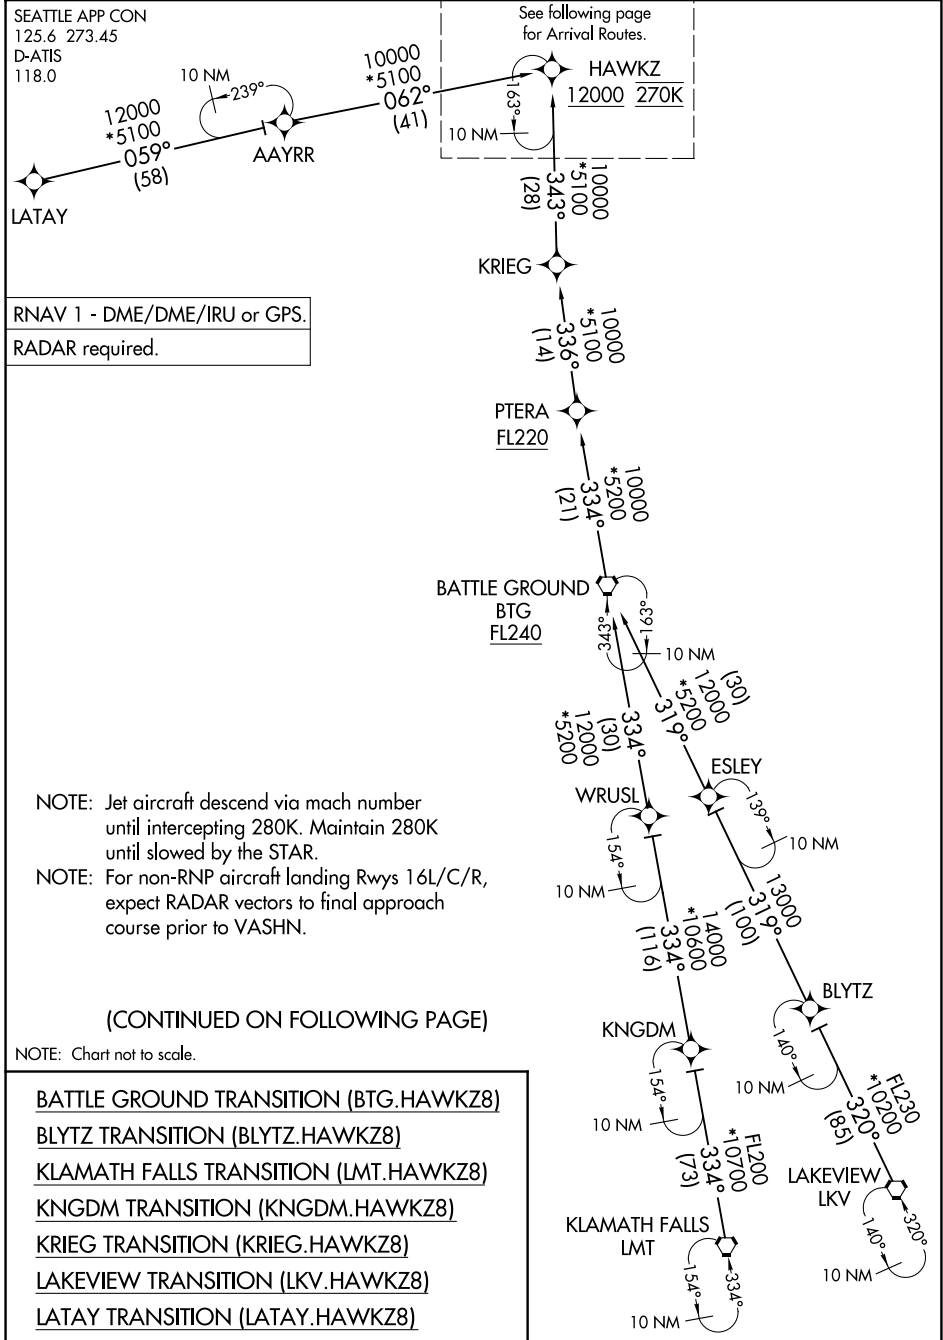 SEATTLE APP CON
125.6 273.45
D-ATIS
118.0
See following page
for Arrival Routes.
HAWKZ
12000 270K
163°
10 NM
10000
*5100
062°
(41)
10 NM
239°
AAYRR
12000
*5100
059°
(58)
LATAY
10000
*5100
343°
(28)
KRIEG
RNAV 1 - DME/DME/IRU or GPS.
RADAR required.
10000
*5100
336°
(14)
PTERA
FL220
10000
*5200
334°
(21)
BATTLE GROUND
BTG
FL240
343°
163°
10 NM
(30)
12000
*5200
319°
334°
(30)
12000
*5200
ESLEY
139°
10 NM
WRUSL
154°
10 NM
NOTE: Jet aircraft descend via mach number
until intercepting 280K. Maintain 280K
until slowed by the STAR.
NOTE: For non-RNP aircraft landing Rwys 16L/C/R,
expect RADAR vectors to final approach
course prior to VASHN.
13000
319°
(100)
14000
*10600
334°
(116)
BLYTZ
140°
10 NM
KNGDM
154°
10 NM
(CONTINUED ON FOLLOWING PAGE)
NOTE: Chart not to scale.
FL230
*10200
320°
(85)
FL200
*10700
334°
(73)
LAKEVIEW
LKV
140°
320°
10 NM
KLAMATH FALLS
LMT
154°
334°
10 NM
BATTLE GROUND TRANSITION (BTG.HAWKZ8)
BLYTZ TRANSITION (BLYTZ.HAWKZ8)
KLAMATH FALLS TRANSITION (LMT.HAWKZ8)
KNGDM TRANSITION (KNGDM.HAWKZ8)
KRIEG TRANSITION (KRIEG.HAWKZ8)
LAKEVIEW TRANSITION (LKV.HAWKZ8)
LATAY TRANSITION (LATAY.HAWKZ8)